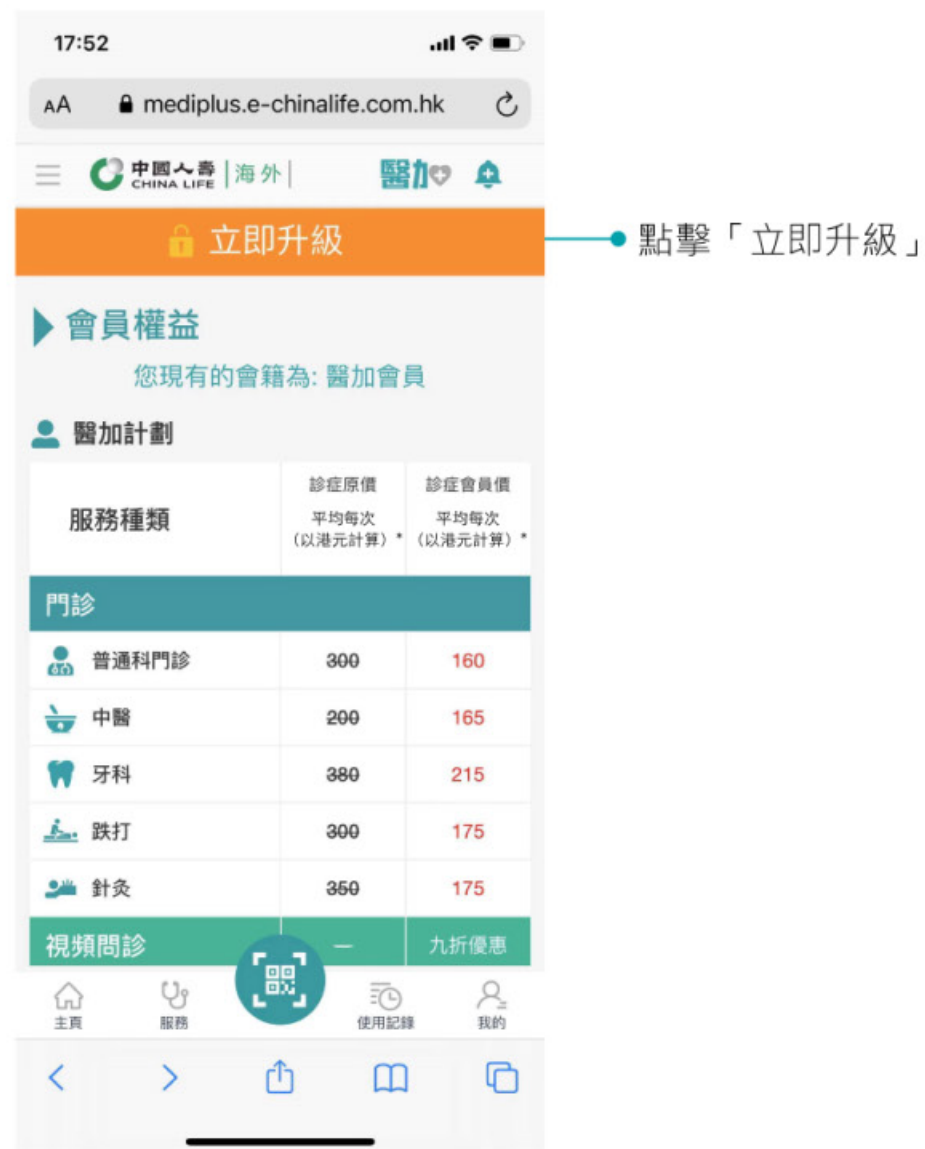 17:52
AA mediplus.e-chinalife.com.hk
中國人壽 CHINA LIFE 海外 醫加
立即升級
點擊「立即升級」
會員權益
您現有的會籍為: 醫加會員
醫加計劃
服務種類
診症原價
平均每次
(以港元計算) *
診症會員價
平均每次
(以港元計算) *
門診
普通科門診 300 160
中醫 200 165
牙科 380 215
跌打 300 175
針灸 350 175
視頻問診 — 九折優惠
主頁 服務 使用記錄 我的